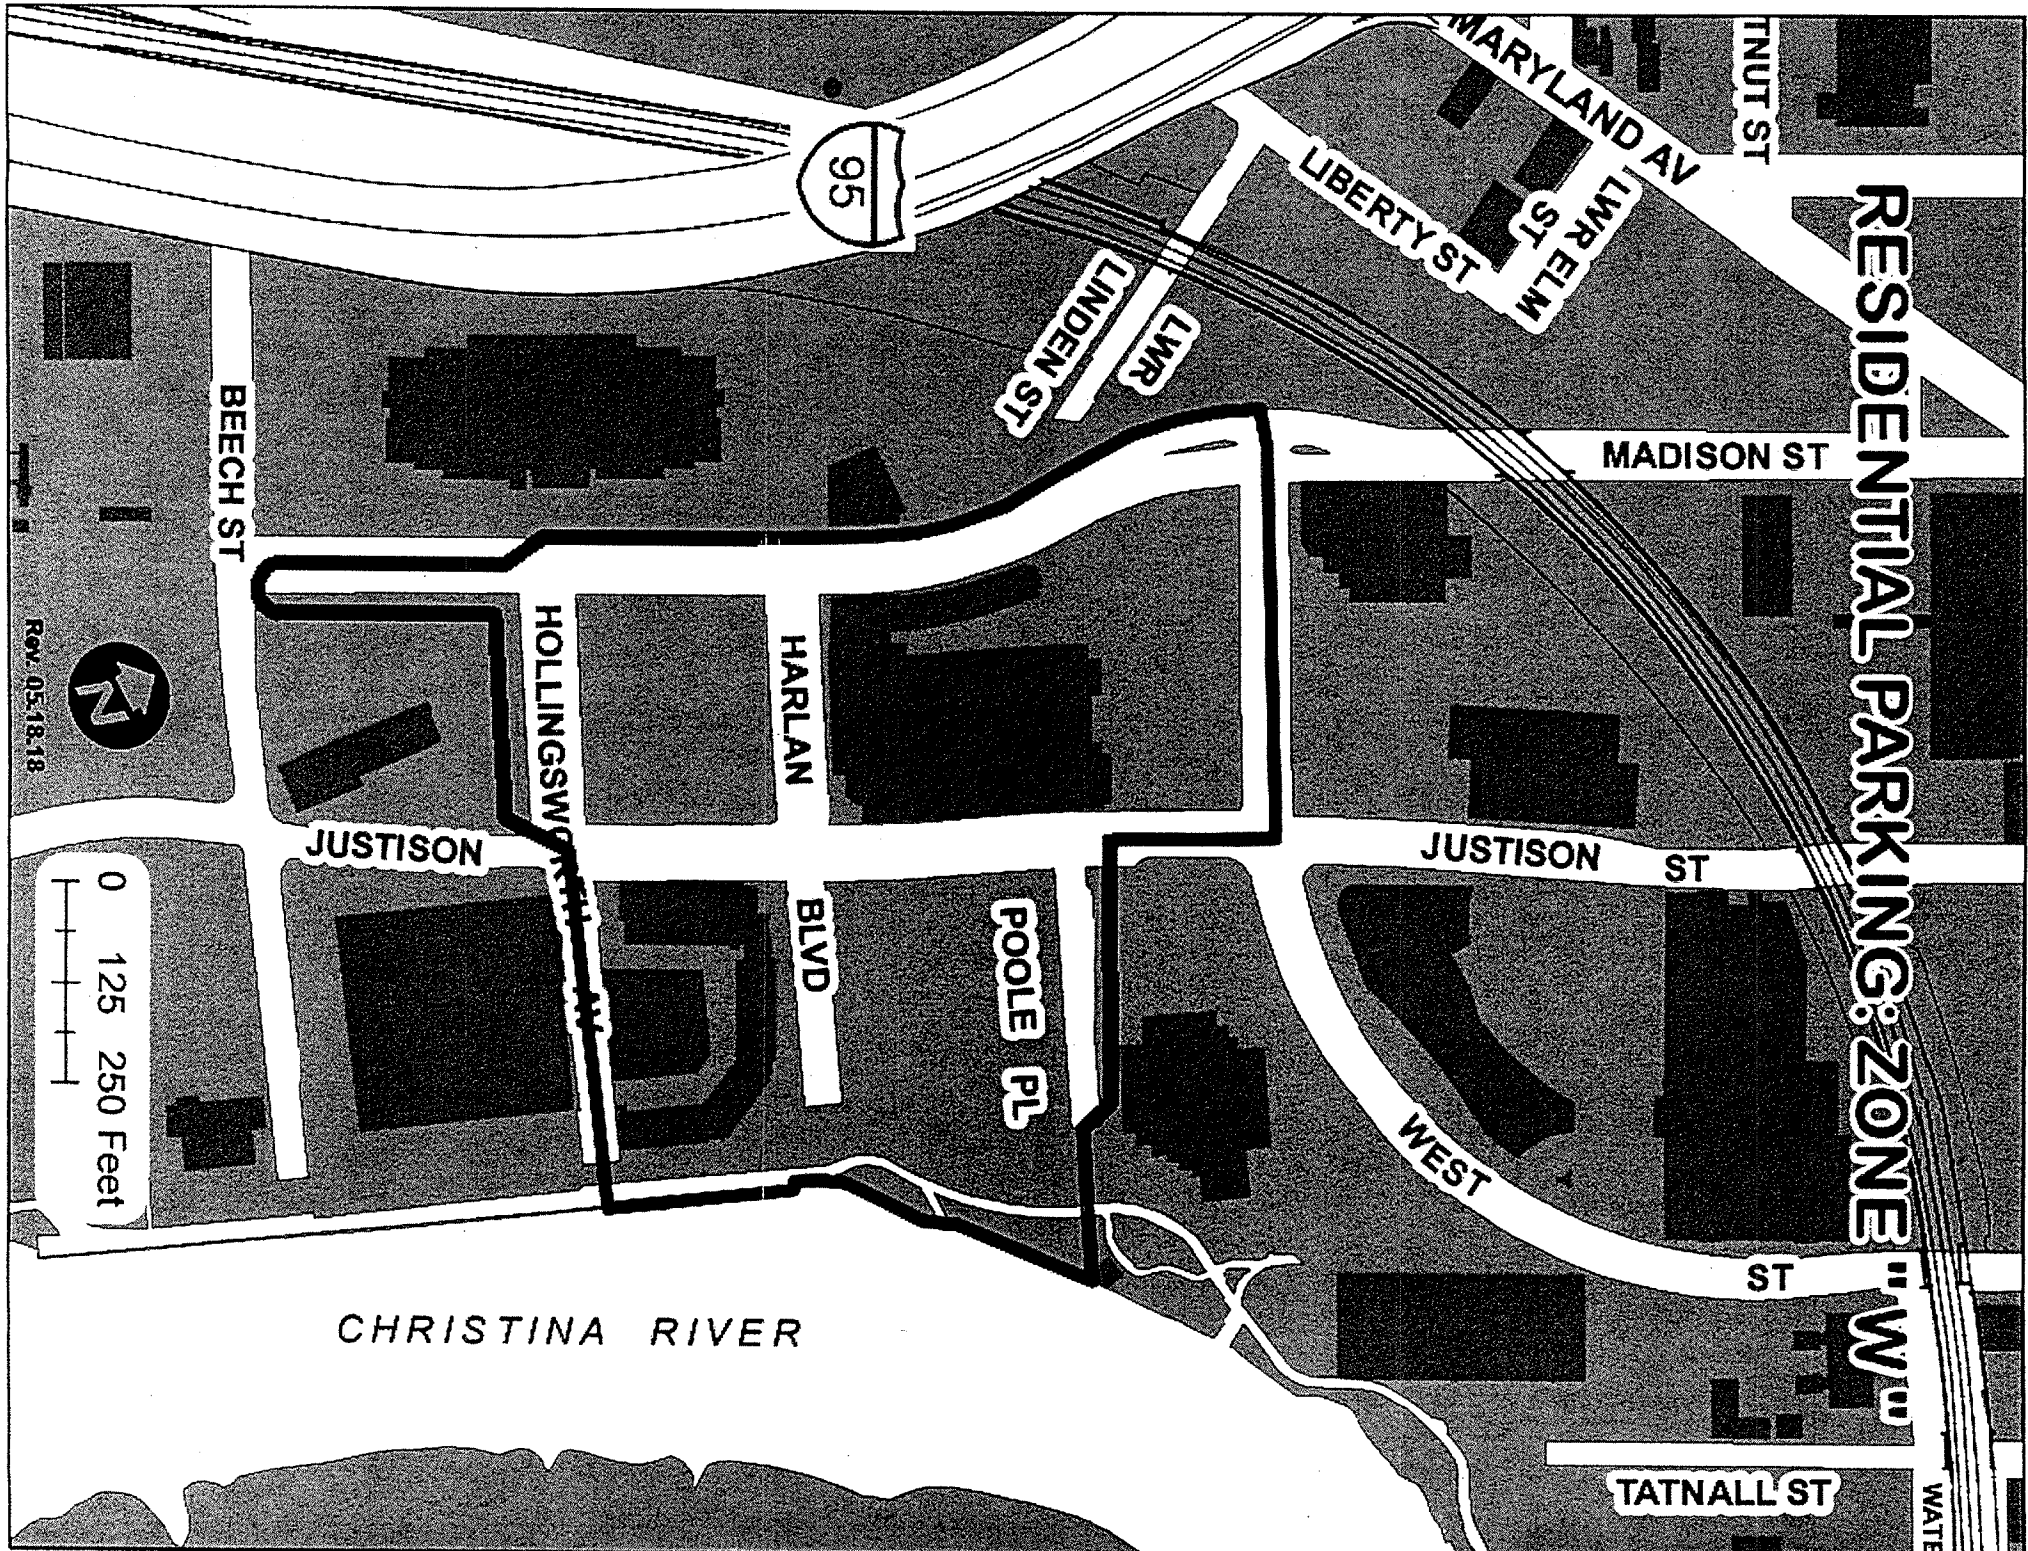 RESIDENTIAL PARKING: ZONE "W"
TNUT ST
MARYLAND AV
LWR ELM
ST
LIBERTY ST
LWR
LINDEN ST
95
MADISON ST
BEECH ST
HOLLINGSWORTH AV
HARLAN
BLVD
JUSTISON
JUSTISON ST
POOLE PL
WEST
ST
TATNALL ST
WATE
CHRISTINA RIVER
N
Rev. 05.18.18
0 125 250 Feet